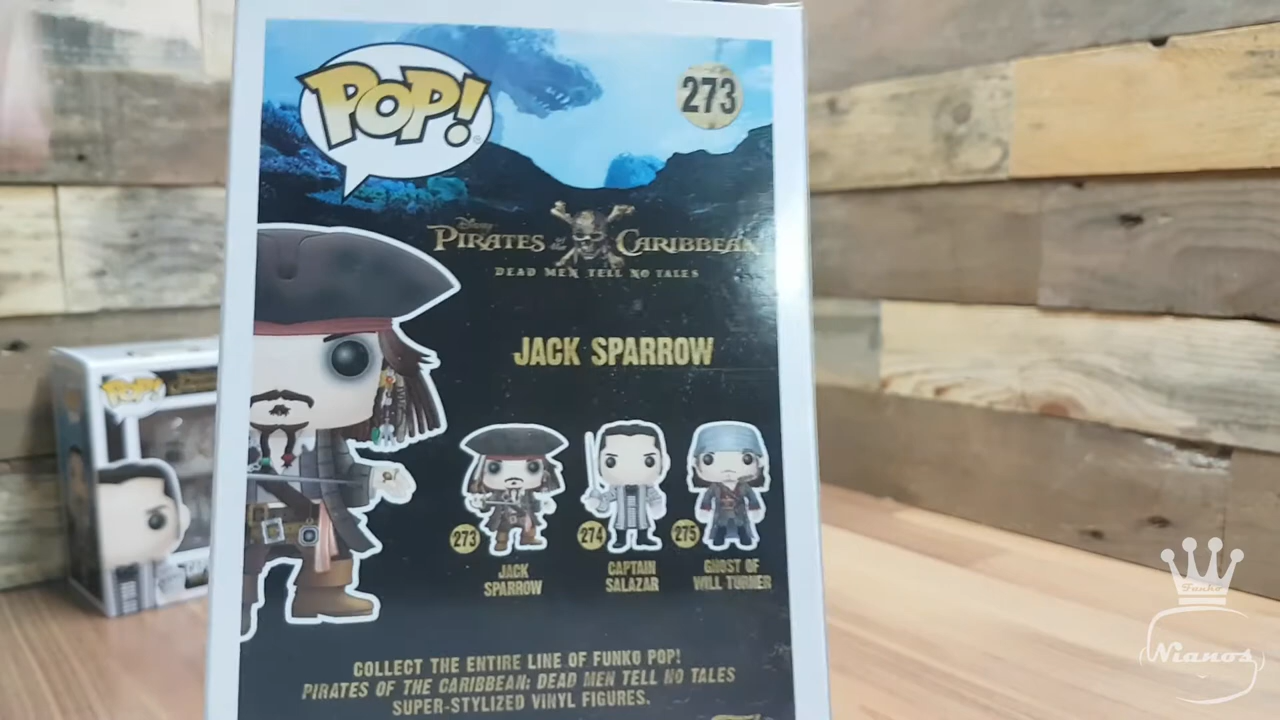 POP!
273
Disney
PIRATES of the CARIBBEAN
DEAD MEN TELL NO TALES
JACK SPARROW
273
274
275
JACK
SPARROW
CAPTAIN
SALAZAR
GHOST OF
WILL TURNER
COLLECT THE ENTIRE LINE OF FUNKO POP!
PIRATES OF THE CARIBBEAN: DEAD MEN TELL NO TALES
SUPER-STYLIZED VINYL FIGURES.
POP!
Funko
Nianos